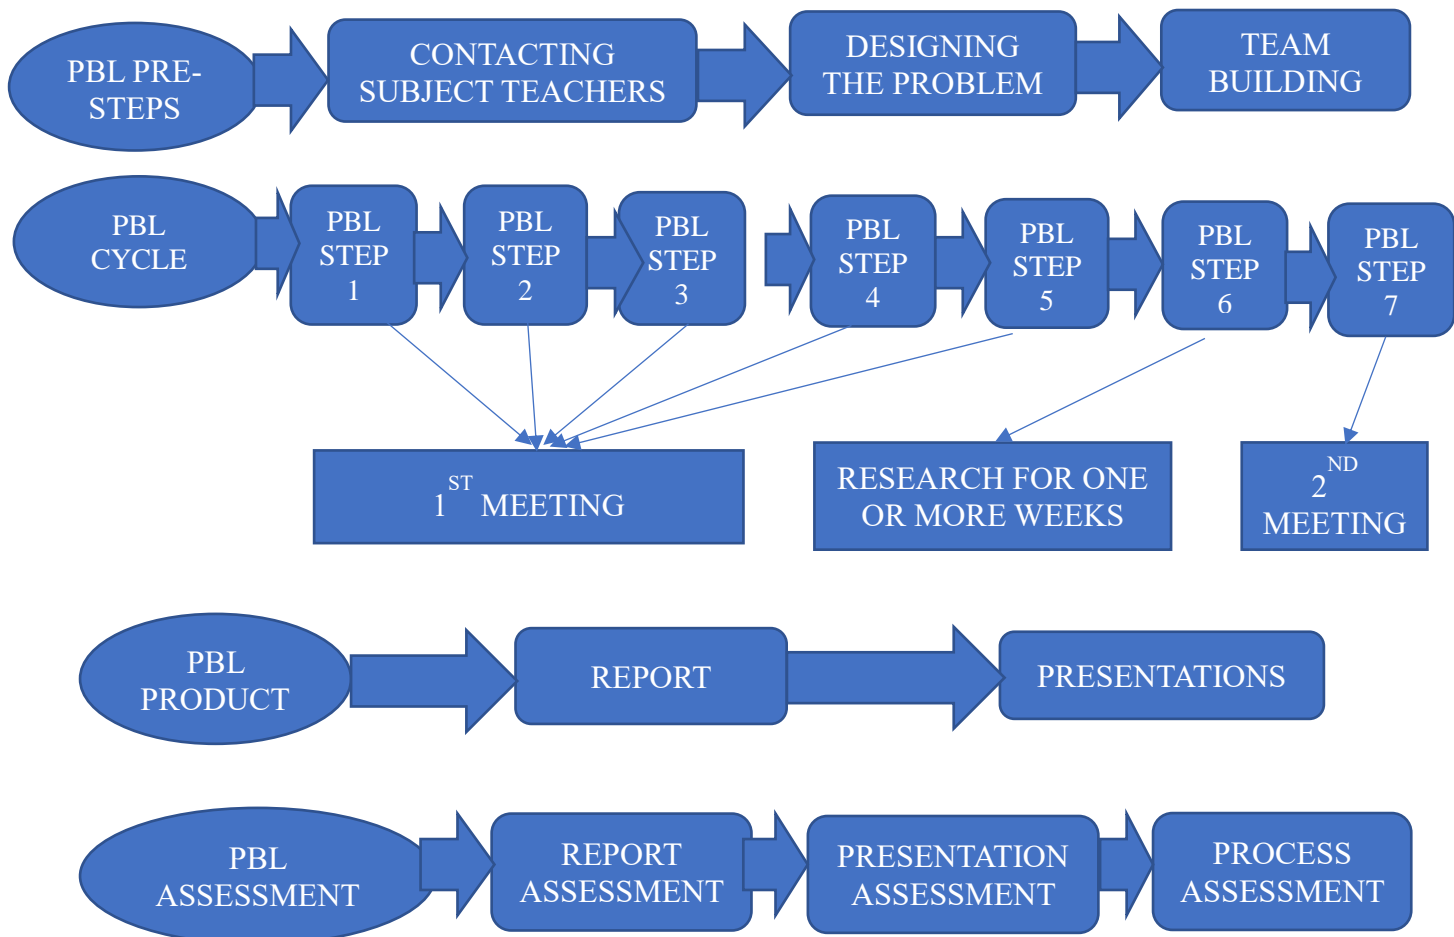 PBL PRE-
STEPS
CONTACTING
SUBJECT TEACHERS
DESIGNING
THE PROBLEM
TEAM
BUILDING
PBL
CYCLE
PBL
STEP
1
PBL
STEP
2
PBL
STEP
3
PBL
STEP
4
PBL
STEP
5
PBL
STEP
6
PBL
STEP
7
1ST MEETING
RESEARCH FOR ONE
OR MORE WEEKS
2ND
MEETING
PBL
PRODUCT
REPORT
PRESENTATIONS
PBL
ASSESSMENT
REPORT
ASSESSMENT
PRESENTATION
ASSESSMENT
PROCESS
ASSESSMENT